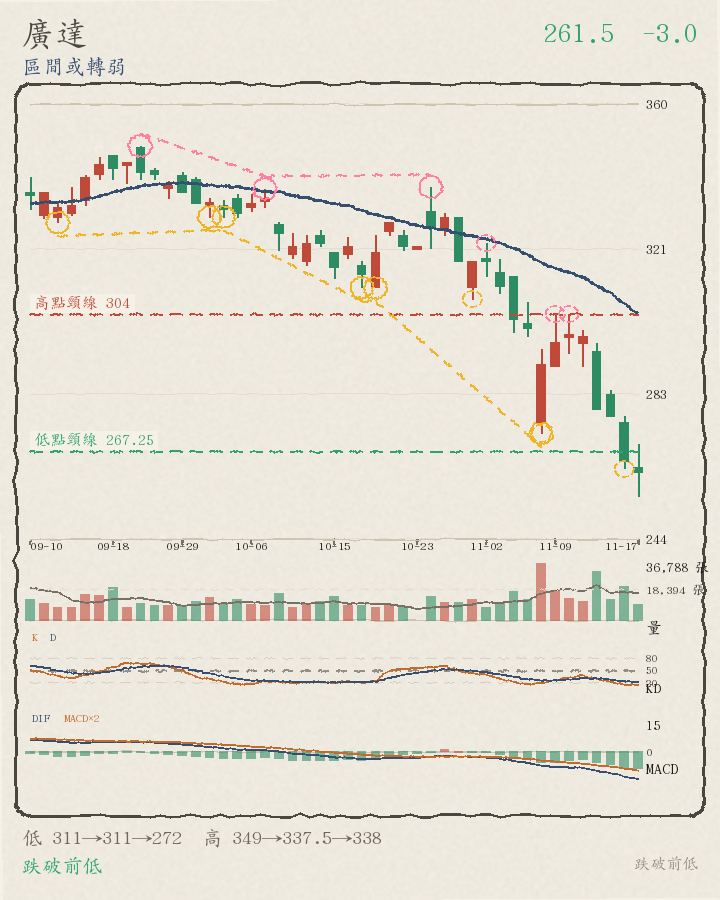 廣達
261.5 -3.0
區間或轉弱
360
321
高點頸線 304
283
低點頸線 267.25
244
09-10 09-18 09-29 10-06 10-15 10-23 11-02 11-09 11-17
36,788 張
18,394 張
量
K D
80
50
20
KD
DIF MACD×2
15
0
MACD
低 311→311→272 高 349→337.5→338
跌破前低
跌破前低